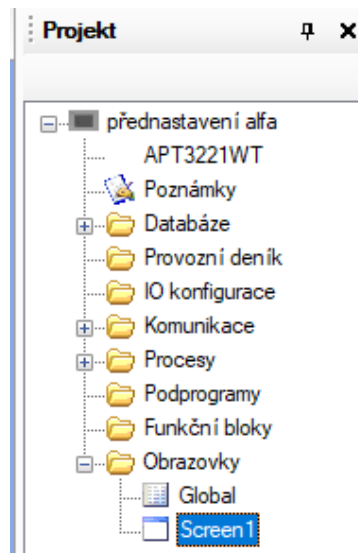 Projekt
přednastavení alfa
APT3221WT
Poznámky
Databáze
Provozní deník
IO konfigurace
Komunikace
Procesy
Podprogramy
Funkční bloky
Obrazovky
Global
Screen1